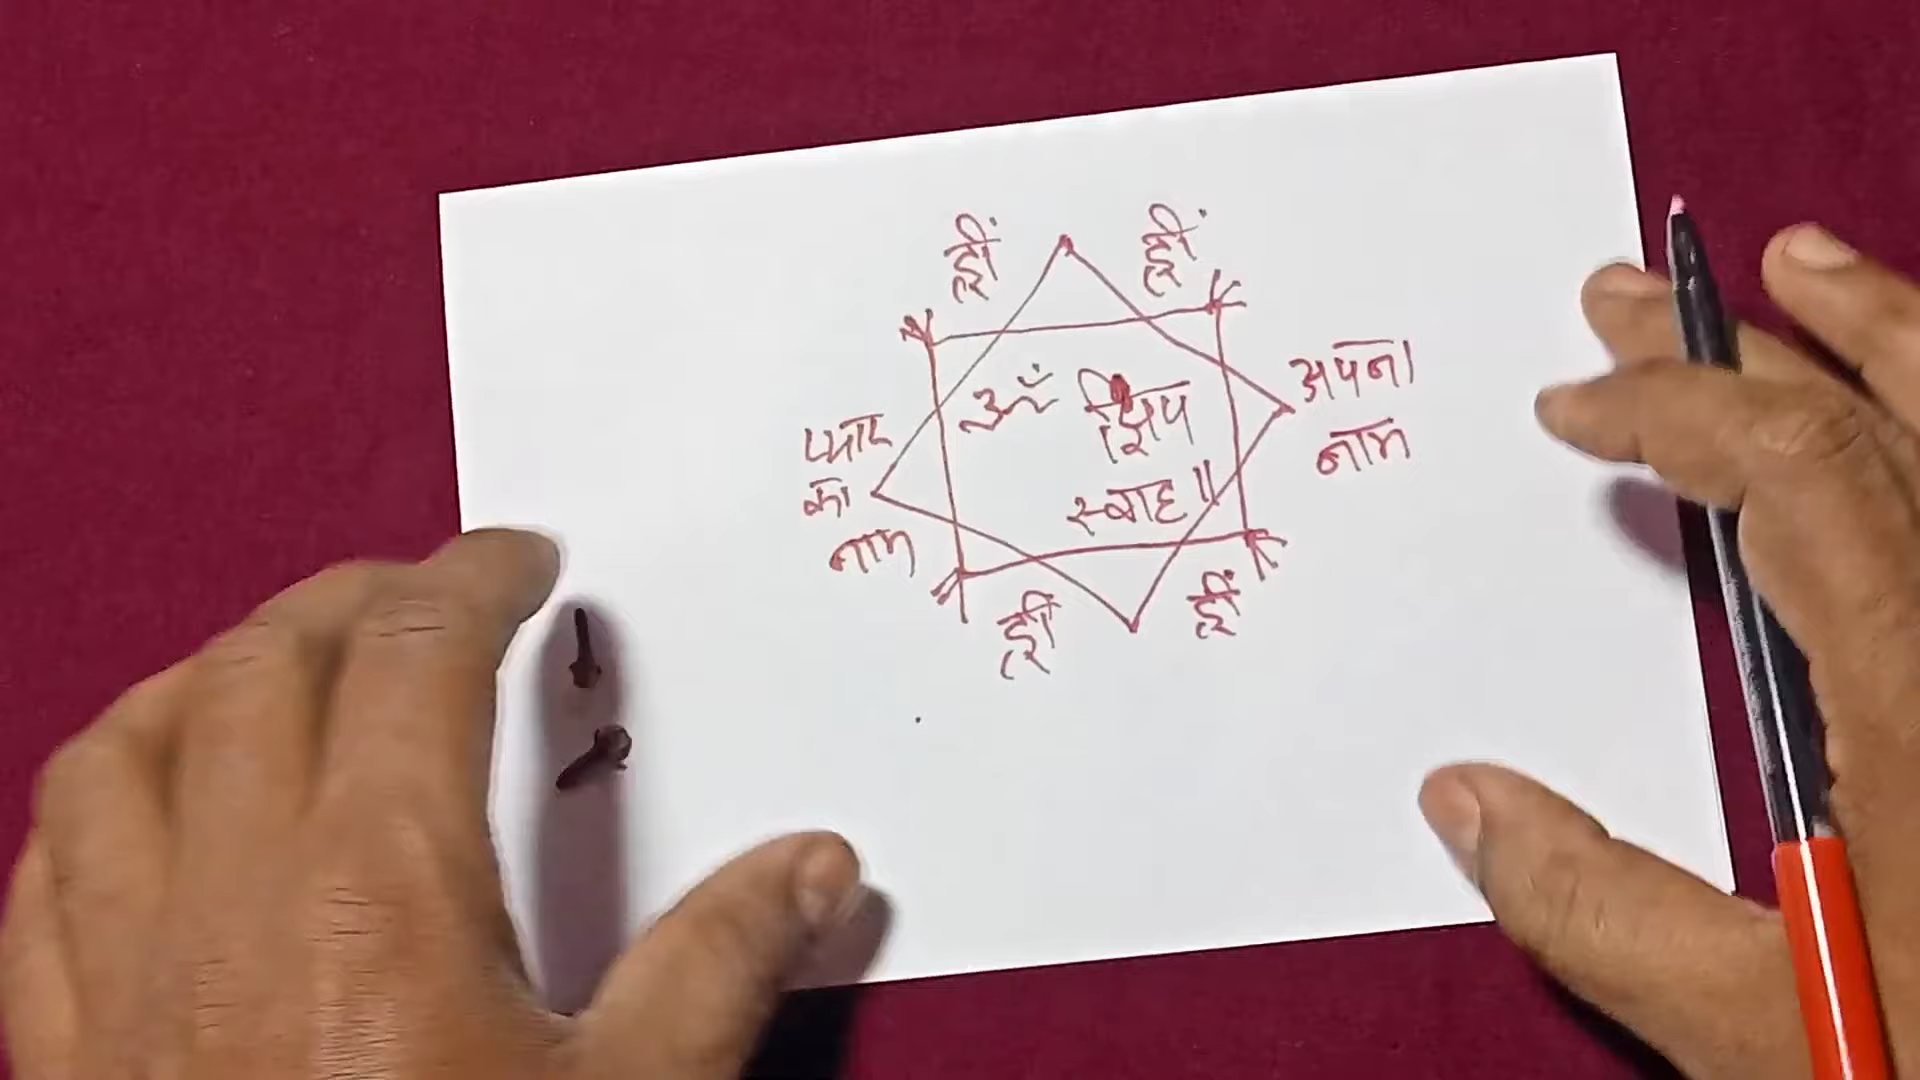 ह्रीं ह्रीं
ॐ क्षिप
स्वाहा ॥
प्यार
का
नाम
अपना
नाम
ह्रीं ह्रीं